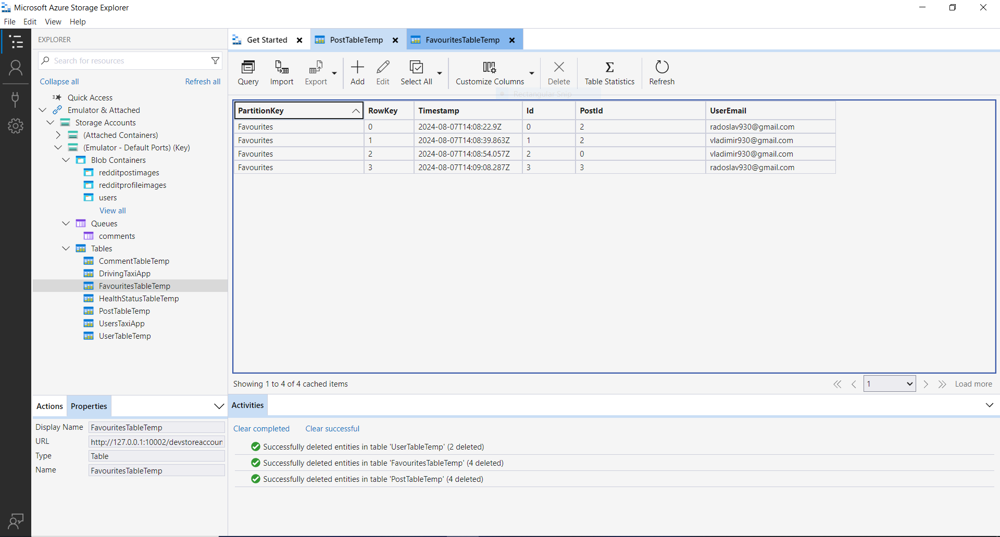 Microsoft Azure Storage Explorer
File Edit View Help
EXPLORER
Search for resources
Collapse all Refresh all
Quick Access
Emulator & Attached
Storage Accounts
(Attached Containers)
(Emulator - Default Ports) (Key)
Blob Containers
redditpostimages
redditprofileimages
users
View all
Queues
comments
Tables
CommentTableTemp
DrivingTaxiApp
FavouritesTableTemp
HealthStatusTableTemp
PostTableTemp
UsersTaxiApp
UserTableTemp
Actions Properties
Display Name FavouritesTableTemp
URL http://127.0.0.1:10002/devstoreaccoun
Type Table
Name FavouritesTableTemp
Get Started PostTableTemp FavouritesTableTemp
Query Import Export Add Edit Select All Customize Columns Delete Table Statistics Refresh
Rectangular Snip
PartitionKey RowKey Timestamp Id PostId UserEmail
Favourites 0 2024-08-07T14:08:22.9Z 0 2 radoslav930@gmail.com
Favourites 1 2024-08-07T14:08:39.863Z 1 2 vladimir930@gmail.com
Favourites 2 2024-08-07T14:08:54.057Z 2 0 vladimir930@gmail.com
Favourites 3 2024-08-07T14:09:08.287Z 3 3 radoslav930@gmail.com
Showing 1 to 4 of 4 cached items
1 Load more
Activities
Clear completed Clear successful
Successfully deleted entities in table 'UserTableTemp' (2 deleted)
Successfully deleted entities in table 'FavouritesTableTemp' (4 deleted)
Successfully deleted entities in table 'PostTableTemp' (4 deleted)